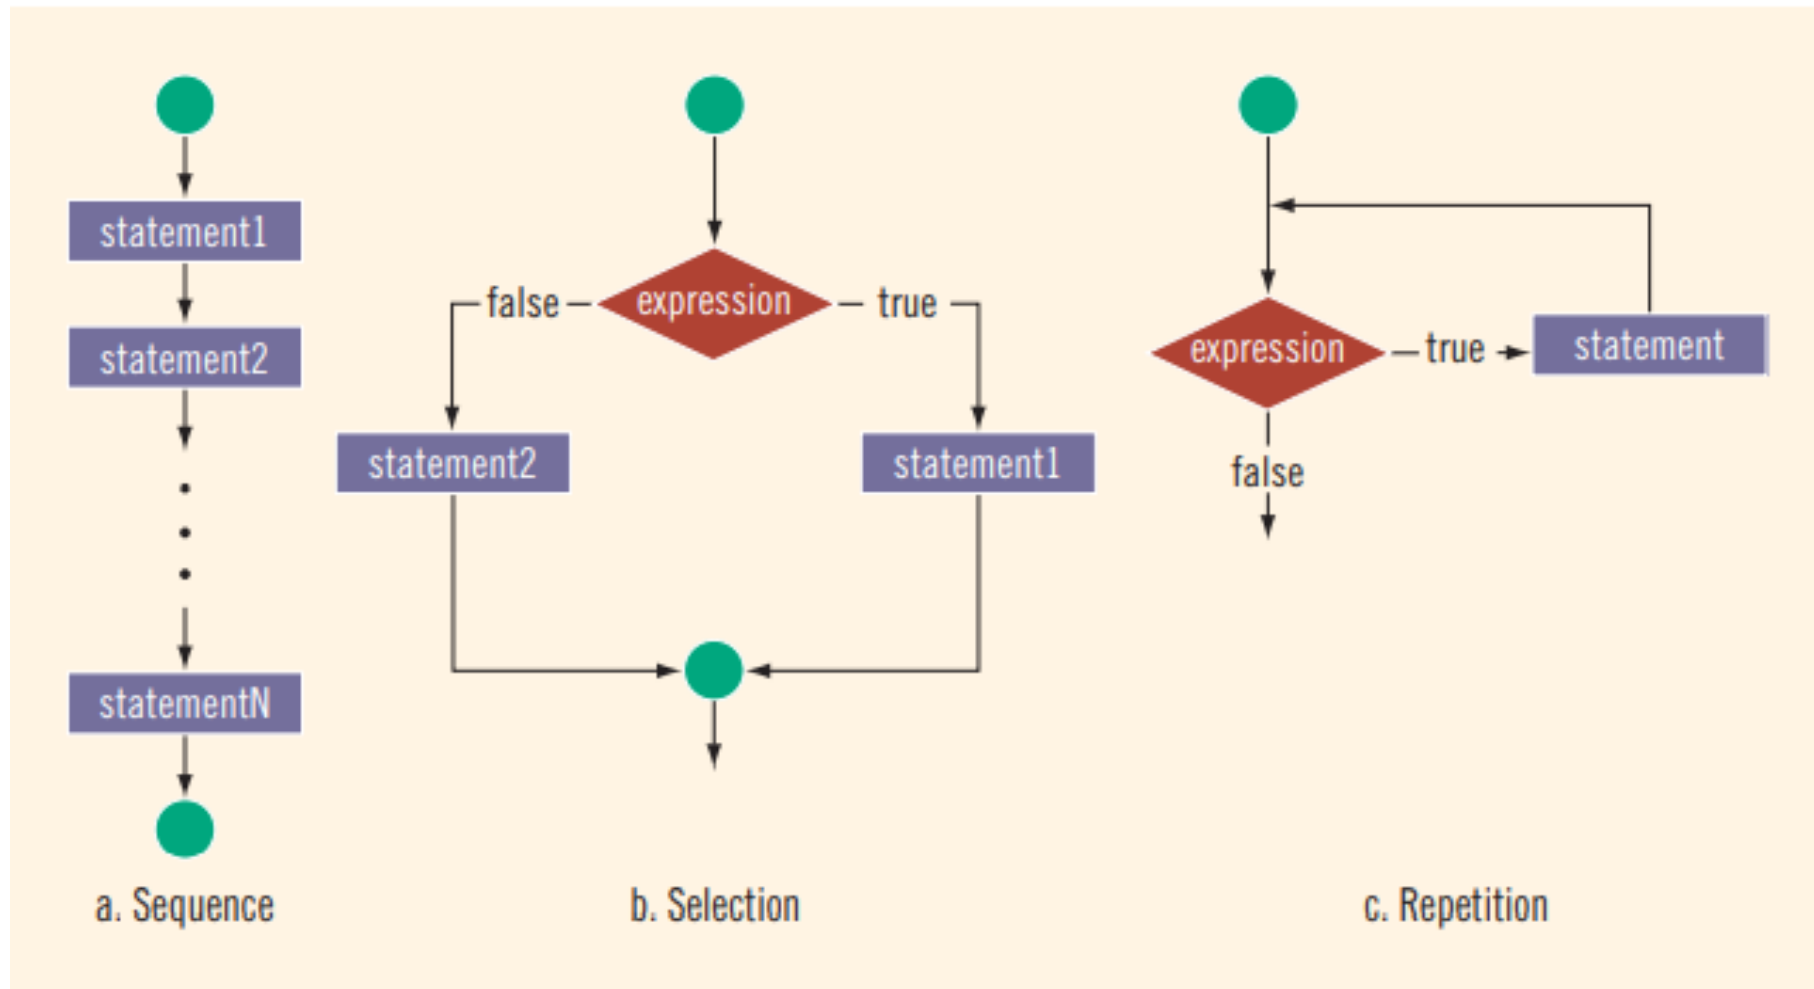 statement1
statement2
statementN
a. Sequence
expression
false
true
statement2
statement1
b. Selection
expression
true
statement
false
c. Repetition